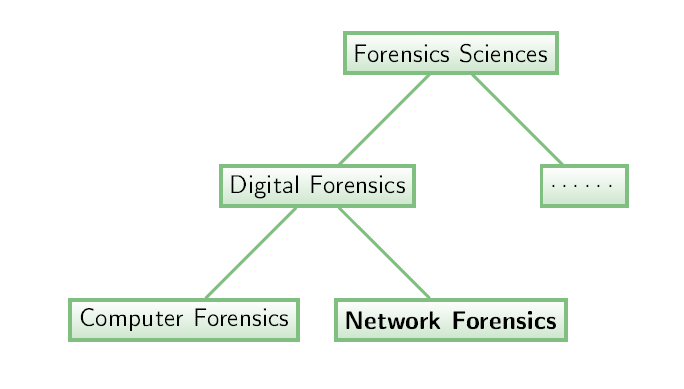 Forensics Sciences
Digital Forensics
......
Computer Forensics
Network Forensics